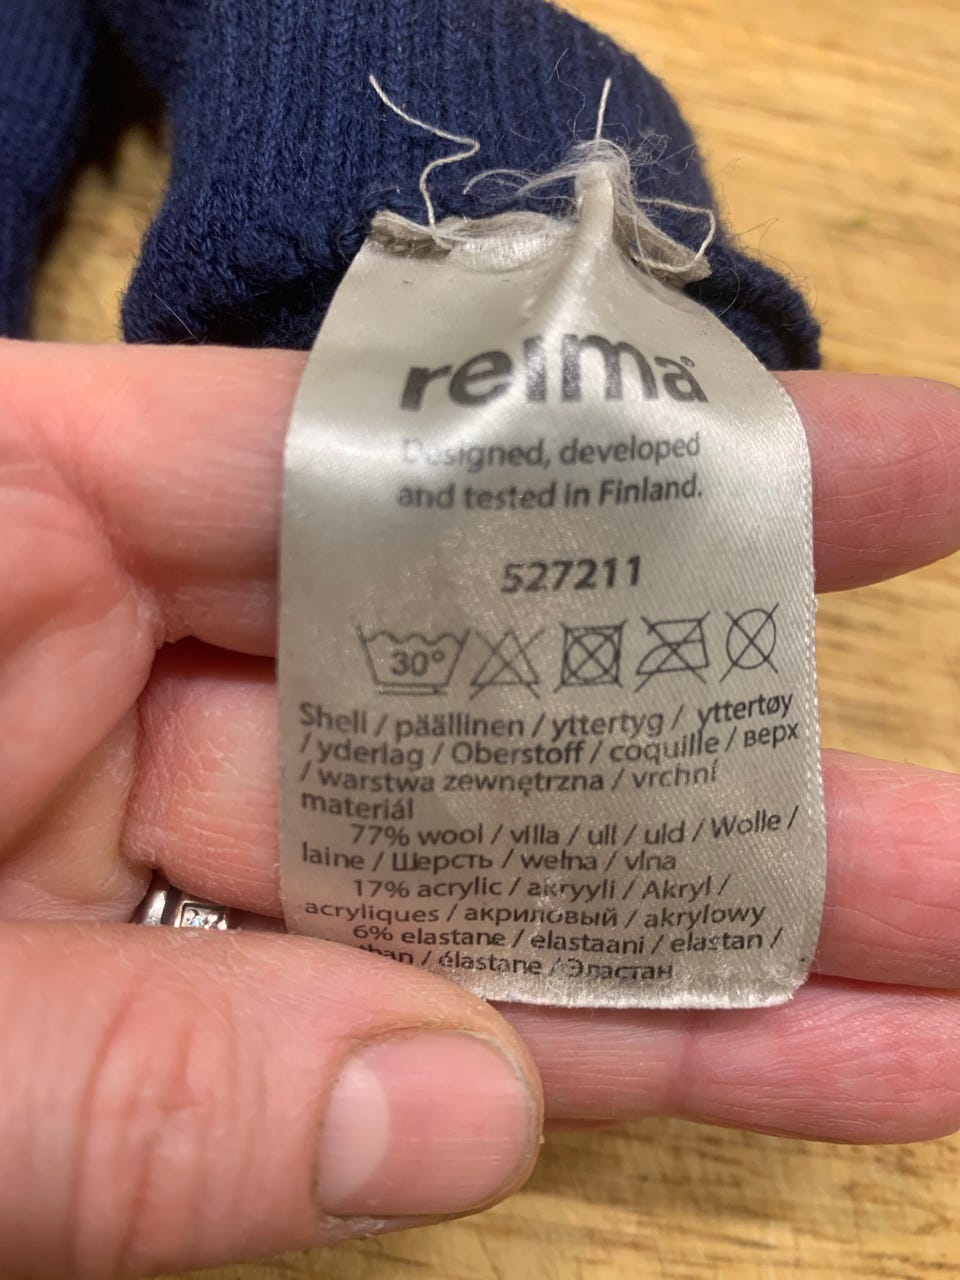 reima®
Designed, developed
and tested in Finland.
527211
30°
Shell / päällinen / yttertyg / yttertøy
/ yderlag / Oberstoff / coquille / верх
/ warstwa zewnętrzna / vrchní
materiál
77% wool / villa / ull / uld / Wolle /
laine / Шерсть / wełna / vlna
17% acrylic / akryyli / Akryl /
acryliques / акриловый / akrylowy
6% elastane / elastaani / elastan /
/ élastane / Эластан